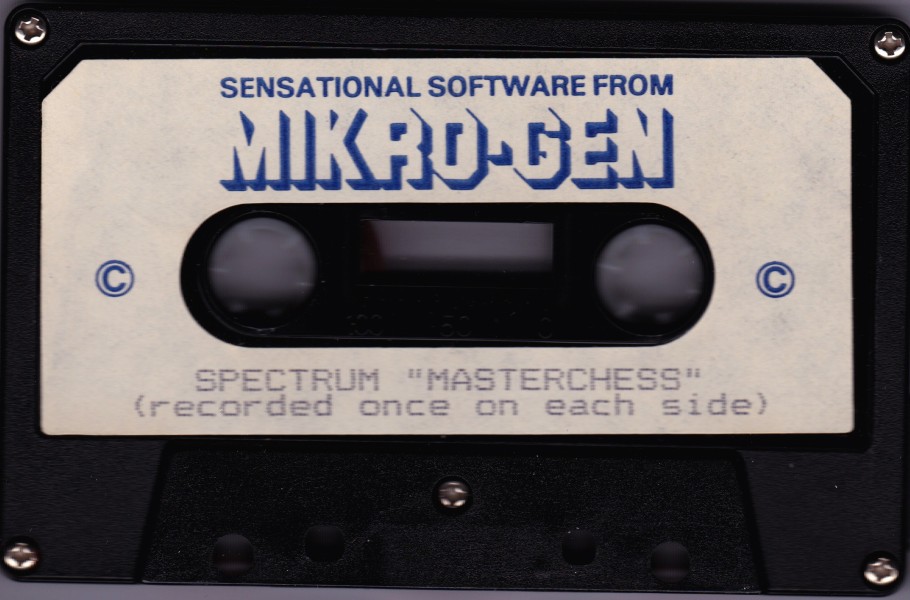 SENSATIONAL SOFTWARE FROM
MIKRO-GEN
© ©
SPECTRUM "MASTERCHESS"
(recorded once on each side)